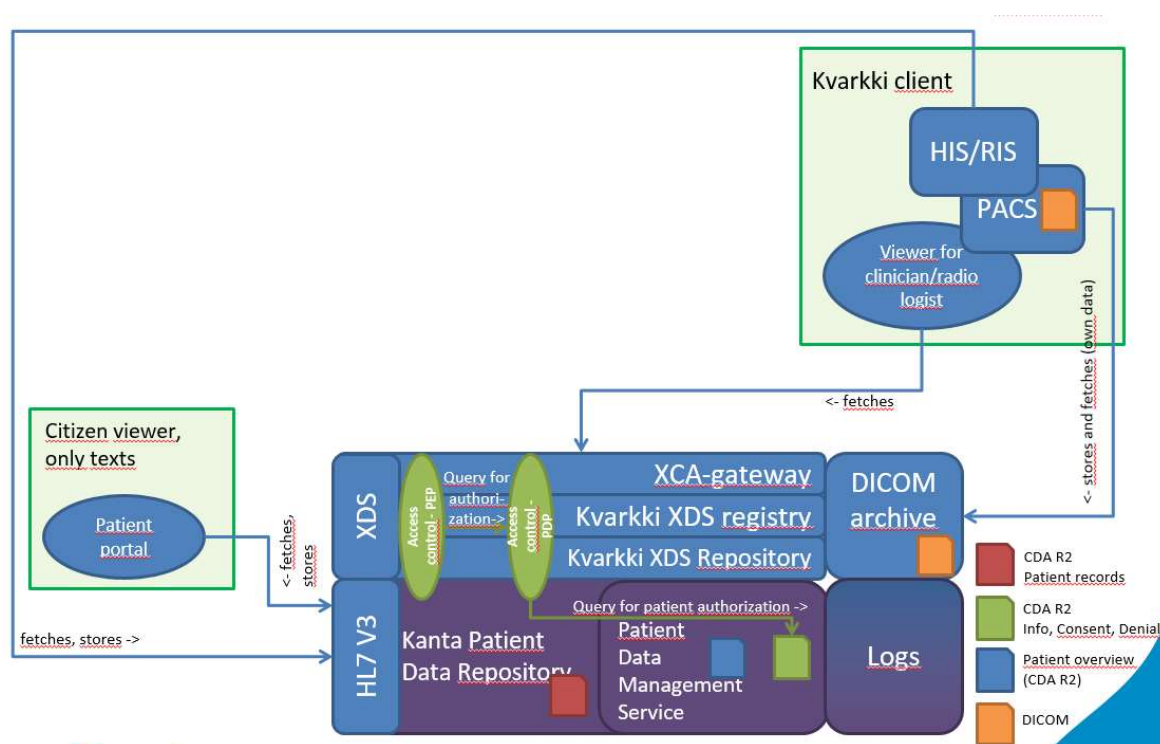 Kvarkki client
HIS/RIS
PACS
Viewer for
clinician/radio
logist
<- stores and fetches (own data)
<- fetches
Citizen viewer,
only texts
Patient
portal
<- fetches,
stores
fetches, stores ->
XDS
Access
control - PEP
Query for
authori-
zation->
Access
control -
PDP
XCA-gateway
Kvarkki XDS registry
Kvarkki XDS Repository
DICOM
archive
HL7 V3
Kanta Patient
Data Repository
Query for patient authorization ->
Patient
Data
Management
Service
Logs
CDA R2
Patient records
CDA R2
Info, Consent, Denial
Patient overview
(CDA R2)
DICOM